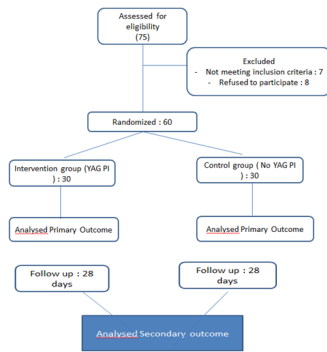 Assessed for
eligibility
(75)
Excluded
- Not meeting inclusion criteria : 7
- Refused to participate : 8
Randomized : 60
Intervention group (YAG PI
) : 30
Control group ( No YAG PI
) : 30
Analysed Primary Outcome
Analysed Primary Outcome
Follow up : 28
days
Follow up : 28
days
Analysed Secondary outcome